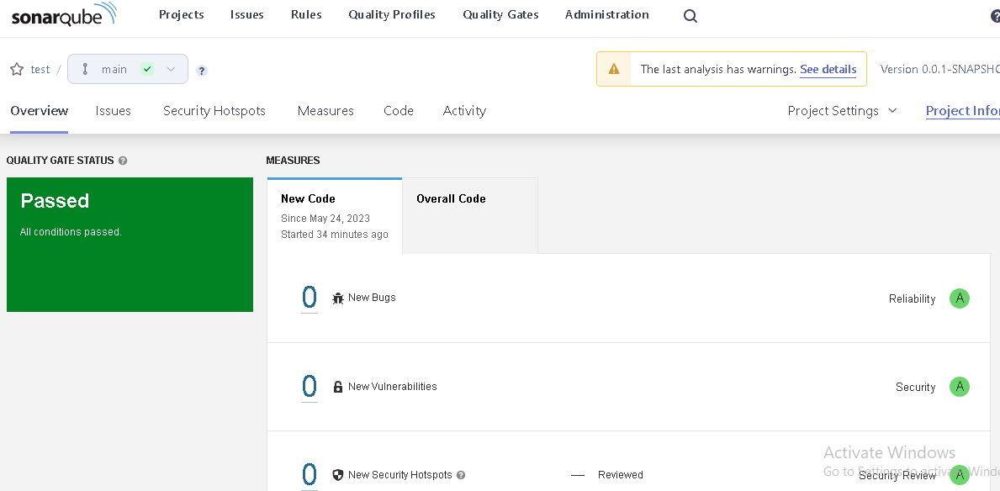 sonarqube Projects Issues Rules Quality Profiles Quality Gates Administration ?
test / main ? The last analysis has warnings. See details Version 0.0.1-SNAPSHO
Overview Issues Security Hotspots Measures Code Activity Project Settings Project Infor
QUALITY GATE STATUS ? MEASURES
Passed
All conditions passed.
New Code
Since May 24, 2023
Started 34 minutes ago
Overall Code
0 New Bugs Reliability A
0 New Vulnerabilities Security A
Activate Windows
Go to Settings to activate Windo
0 New Security Hotspots ? — Reviewed Security Review A